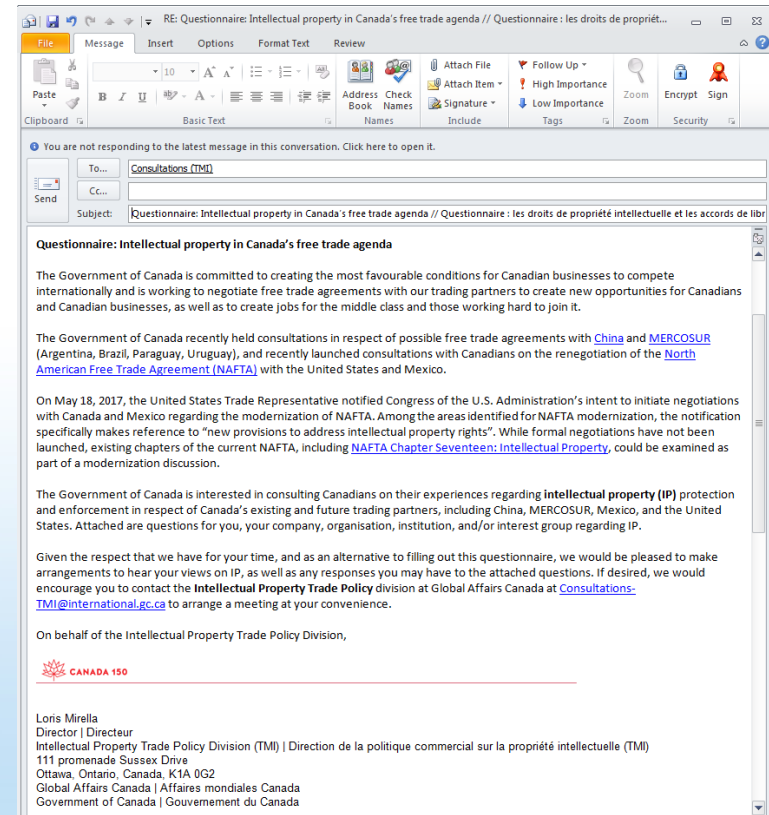 RE: Questionnaire: Intellectual property in Canada's free trade agenda // Questionnaire : les droits de propriét...
File Message Insert Options Format Text Review
Paste
10
B I U
Address Book
Check Names
Attach File
Attach Item
Signature
Follow Up
High Importance
Low Importance
Zoom
Encrypt Sign
Clipboard Basic Text Names Include Tags Zoom Security
You are not responding to the latest message in this conversation. Click here to open it.
Send
To... Consultations (TMI)
Cc...
Subject: Questionnaire: Intellectual property in Canada's free trade agenda // Questionnaire : les droits de propriété intellectuelle et les accords de libr
Questionnaire: Intellectual property in Canada's free trade agenda
The Government of Canada is committed to creating the most favourable conditions for Canadian businesses to compete
internationally and is working to negotiate free trade agreements with our trading partners to create new opportunities for Canadians
and Canadian businesses, as well as to create jobs for the middle class and those working hard to join it.
The Government of Canada recently held consultations in respect of possible free trade agreements with China and MERCOSUR
(Argentina, Brazil, Paraguay, Uruguay), and recently launched consultations with Canadians on the renegotiation of the North
American Free Trade Agreement (NAFTA) with the United States and Mexico.
On May 18, 2017, the United States Trade Representative notified Congress of the U.S. Administration's intent to initiate negotiations
with Canada and Mexico regarding the modernization of NAFTA. Among the areas identified for NAFTA modernization, the notification
specifically makes reference to "new provisions to address intellectual property rights". While formal negotiations have not been
launched, existing chapters of the current NAFTA, including NAFTA Chapter Seventeen: Intellectual Property, could be examined as
part of a modernization discussion.
The Government of Canada is interested in consulting Canadians on their experiences regarding intellectual property (IP) protection
and enforcement in respect of Canada's existing and future trading partners, including China, MERCOSUR, Mexico, and the United
States. Attached are questions for you, your company, organisation, institution, and/or interest group regarding IP.
Given the respect that we have for your time, and as an alternative to filling out this questionnaire, we would be pleased to make
arrangements to hear your views on IP, as well as any responses you may have to the attached questions. If desired, we would
encourage you to contact the Intellectual Property Trade Policy division at Global Affairs Canada at Consultations-
TMI@international.gc.ca to arrange a meeting at your convenience.
On behalf of the Intellectual Property Trade Policy Division,
CANADA 150
Loris Mirella
Director | Directeur
Intellectual Property Trade Policy Division (TMI) | Direction de la politique commercial sur la propriété intellectuelle (TMI)
111 promenade Sussex Drive
Ottawa, Ontario, Canada, K1A 0G2
Global Affairs Canada | Affaires mondiales Canada
Government of Canada | Gouvernement du Canada